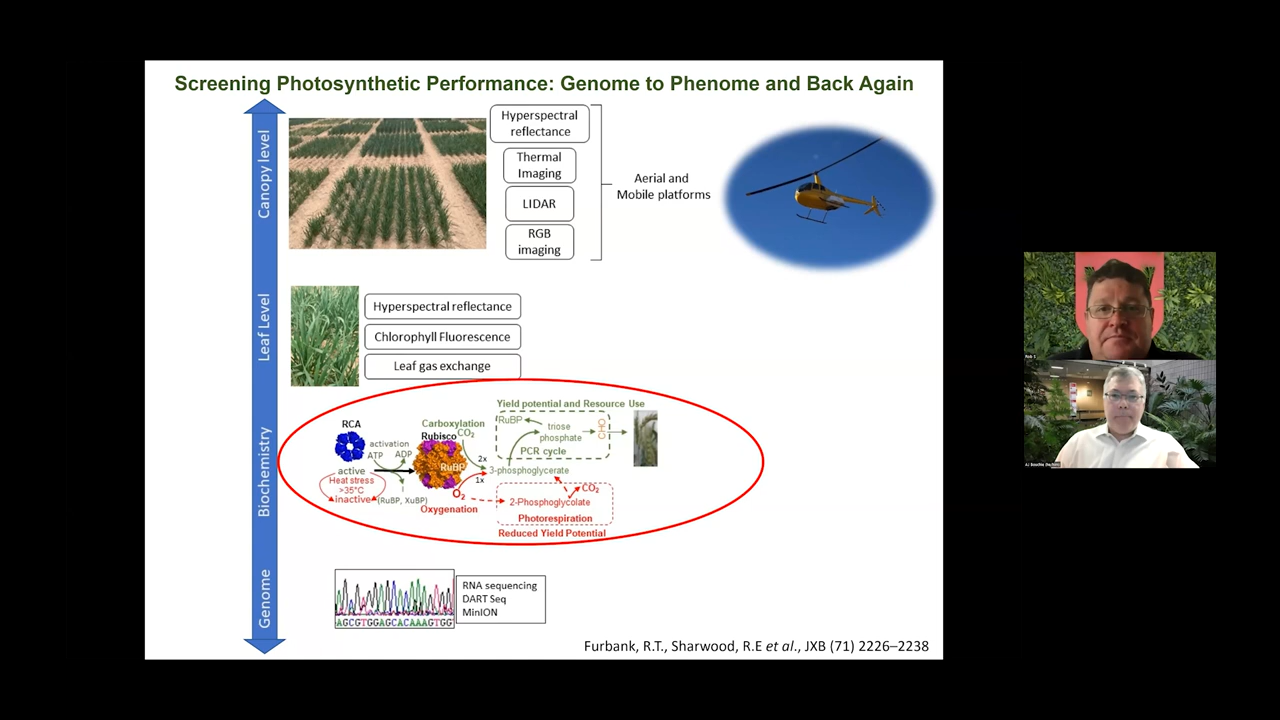 Screening Photosynthetic Performance: Genome to Phenome and Back Again
Canopy level
Hyperspectral
reflectance
Thermal
Imaging
LIDAR
RGB
imaging
Aerial and
Mobile platforms
Leaf Level
Hyperspectral reflectance
Chlorophyll Fluorescence
Leaf gas exchange
Biochemistry
RCA
activation
ATP
ADP
active
Heat stress
>35°C
inactive
(RuBP, XuBP)
Carboxylation
Rubisco
CO2
RuBP
2x
1x
O2
Oxygenation
Yield potential and Resource Use
RuBP
triose
phosphate
CHO
PCR cycle
3-phosphoglycerate
CO2
2-Phosphoglycolate
Photorespiration
Reduced Yield Potential
Genome
AGCGTGGAGCACAAAGTGG
RNA sequencing
DART Seq
MinION
Furbank, R.T., Sharwood, R.E et al., JXB (71) 2226–2238